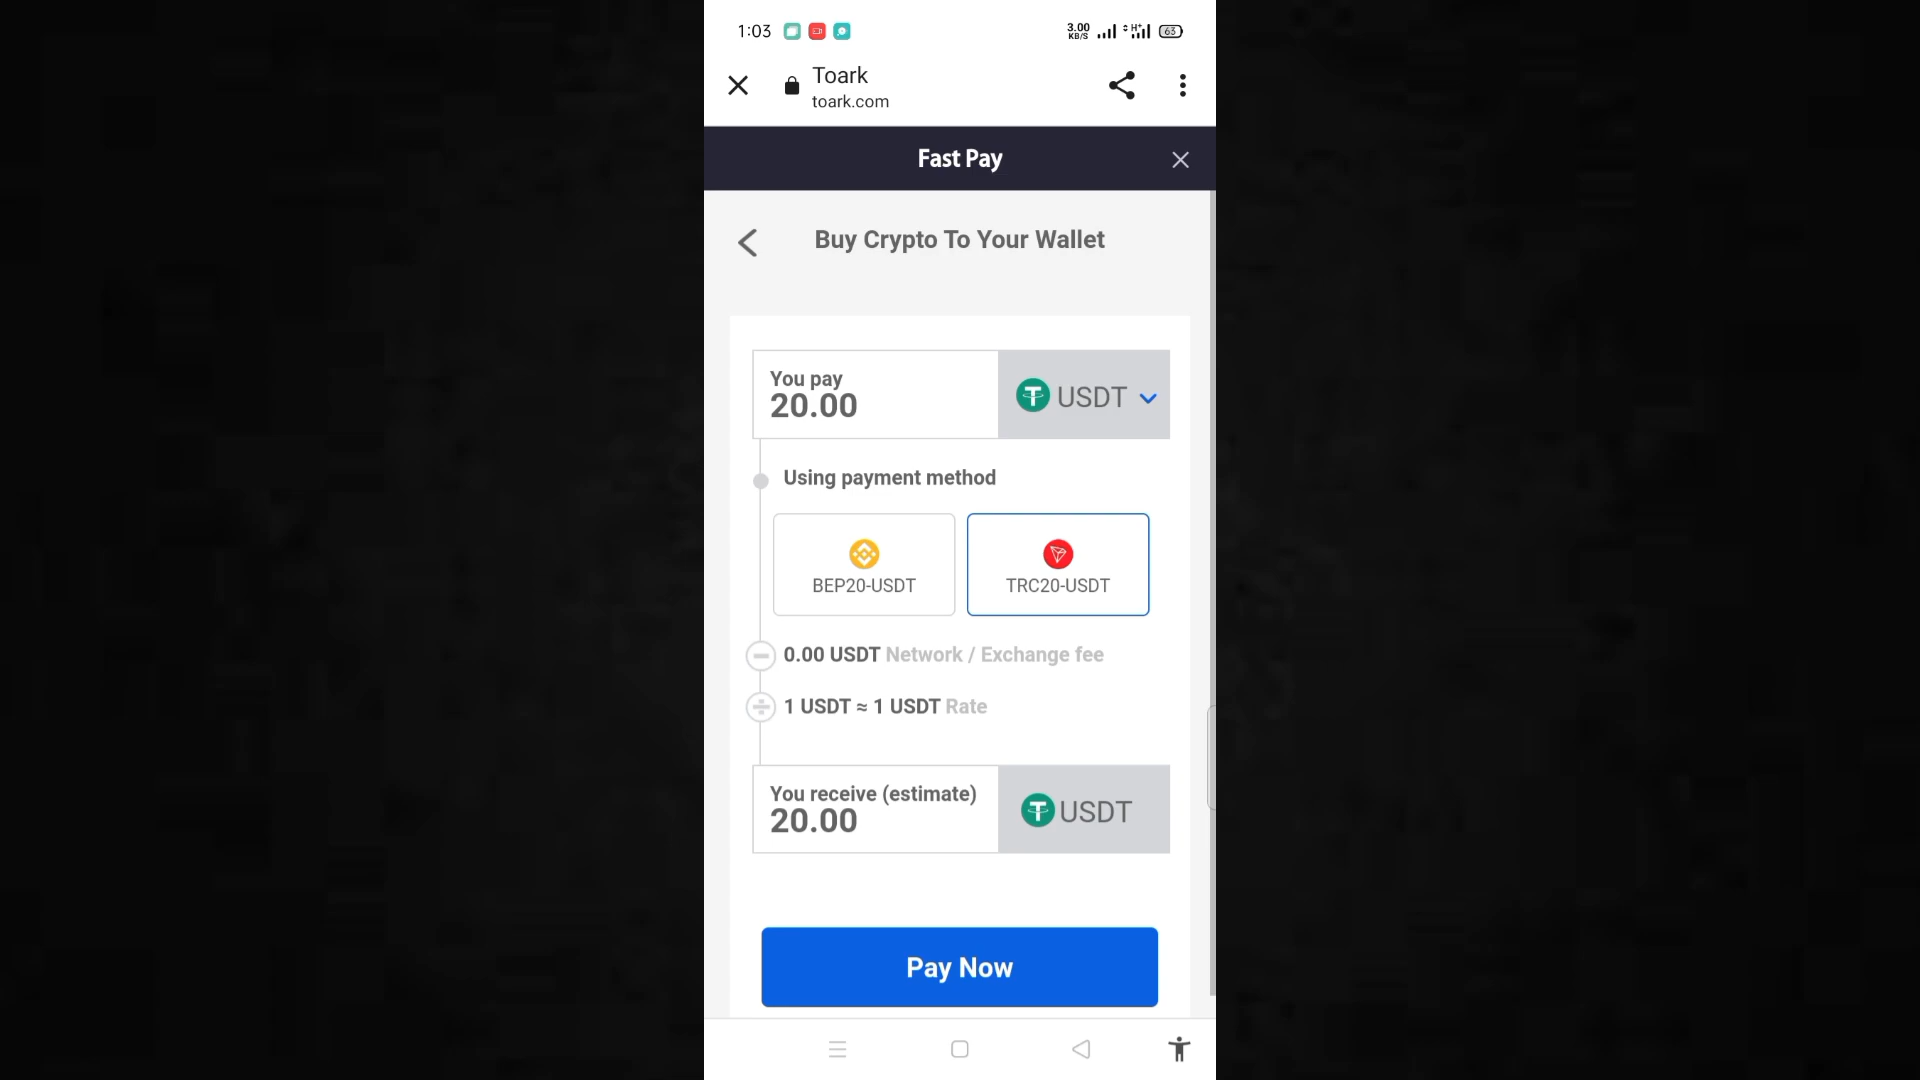 1:03
3.00
KB/S
H+
63
Toark
toark.com
Fast Pay
Buy Crypto To Your Wallet
You pay
20.00
USDT
Using payment method
BEP20-USDT
TRC20-USDT
0.00 USDT Network / Exchange fee
1 USDT ≈ 1 USDT Rate
You receive (estimate)
20.00
USDT
Pay Now